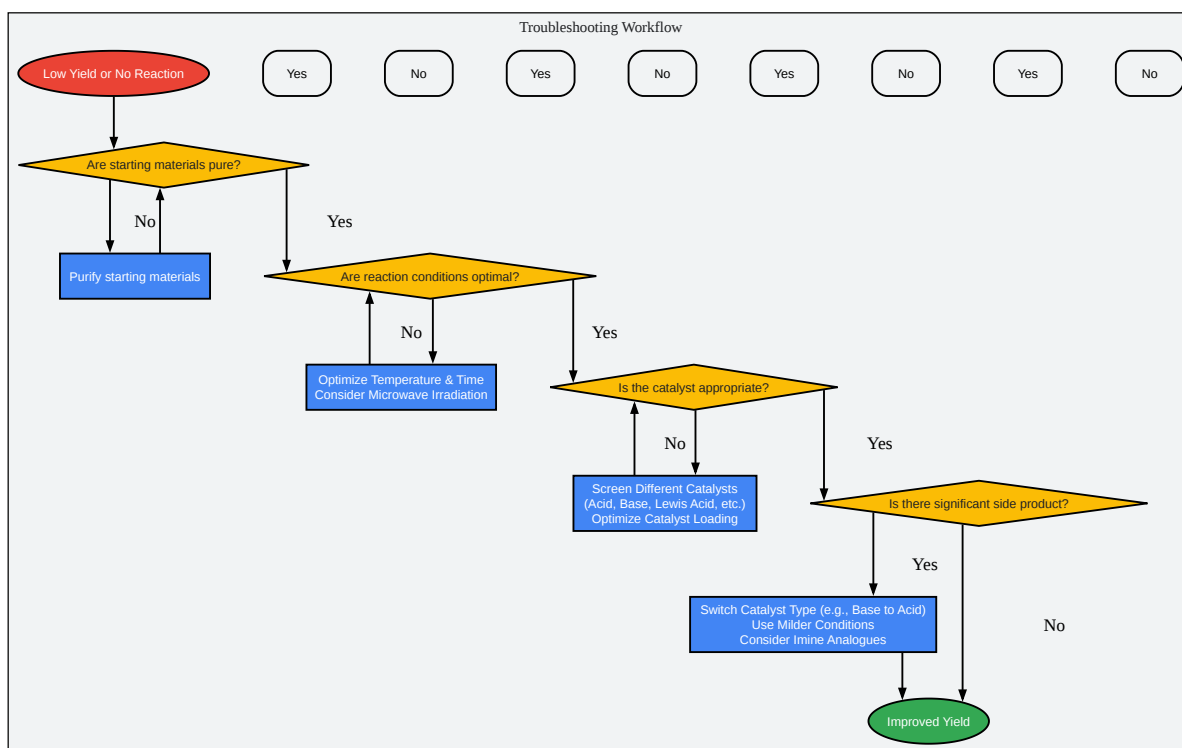 Troubleshooting Workflow
Low Yield or No Reaction
Yes
No
Yes
No
Yes
No
Yes
No
Are starting materials pure?
No
Yes
Purify starting materials
Are reaction conditions optimal?
No
Yes
Optimize Temperature & Time
Consider Microwave Irradiation
Is the catalyst appropriate?
No
Yes
Screen Different Catalysts
(Acid, Base, Lewis Acid, etc.)
Optimize Catalyst Loading
Is there significant side product?
Yes
No
Switch Catalyst Type (e.g., Base to Acid)
Use Milder Conditions
Consider Imine Analogues
Improved Yield